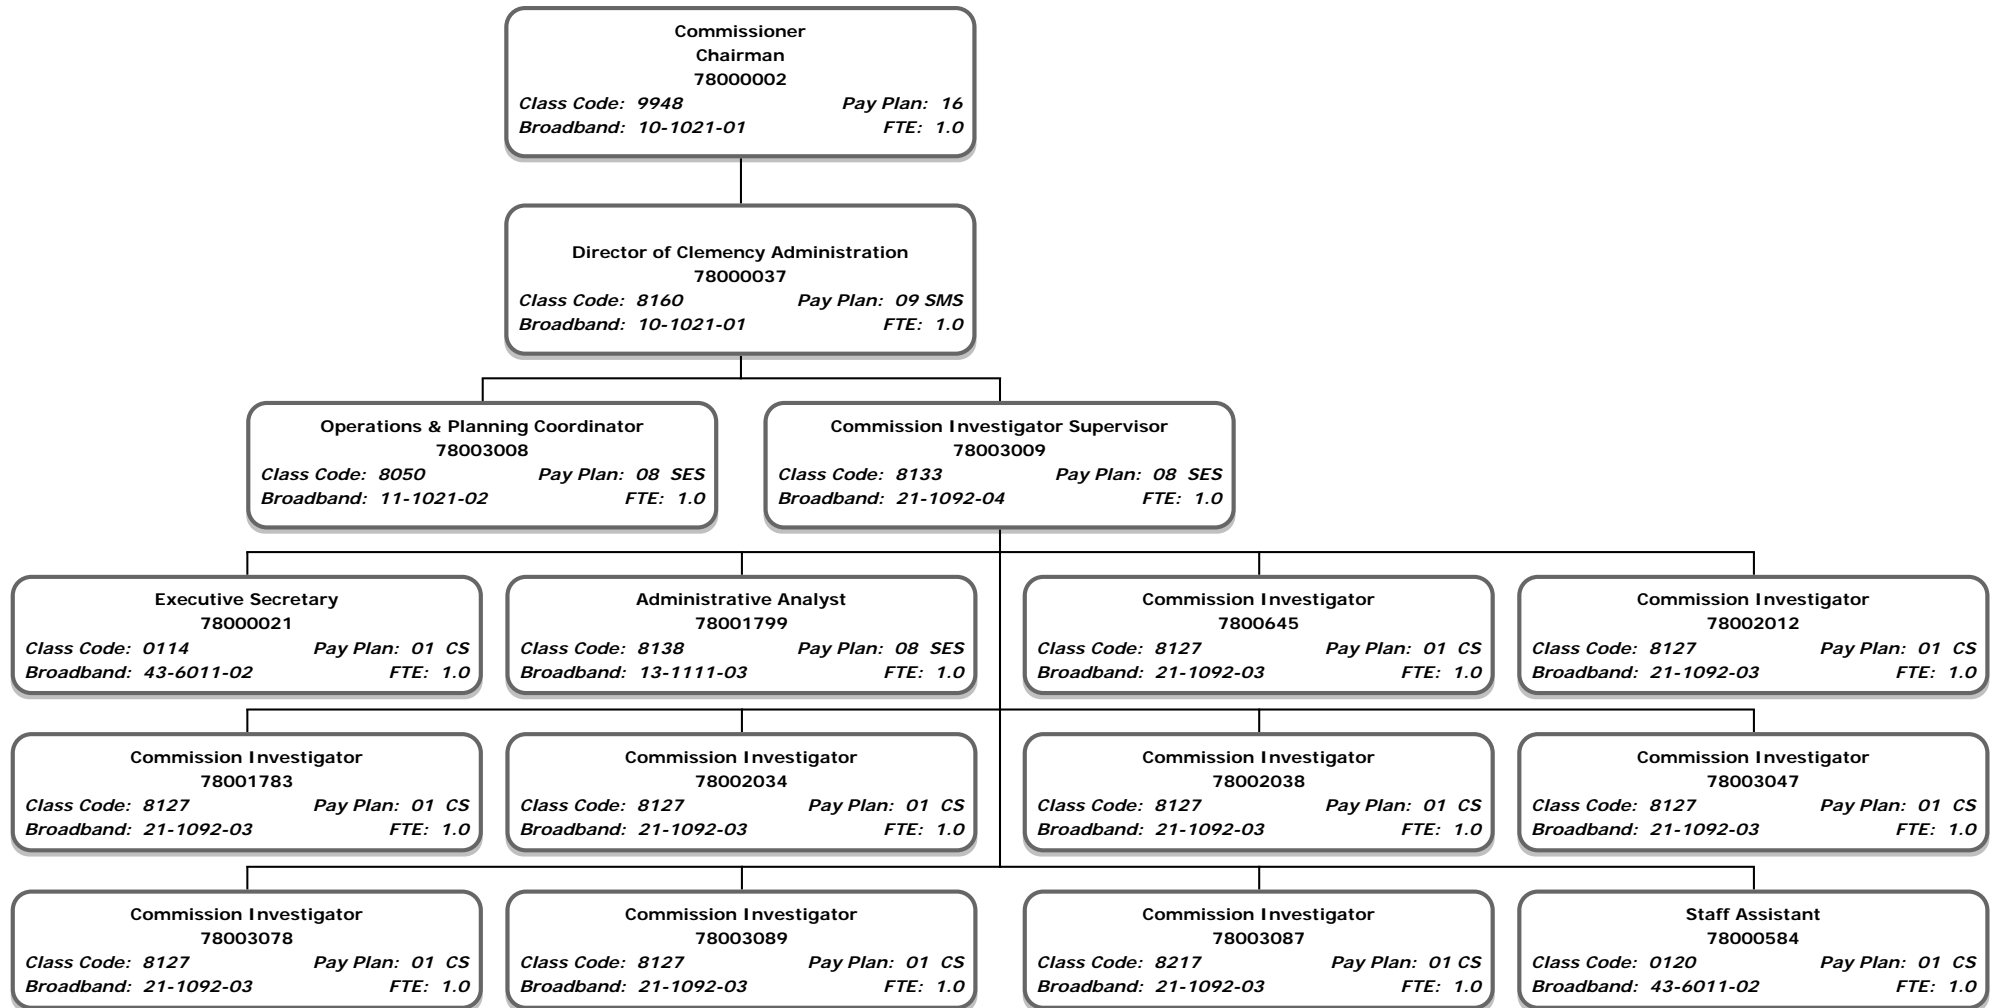 Commissioner
Chairman
78000002
Class Code: 9948 Pay Plan: 16
Broadband: 10-1021-01 FTE: 1.0
Director of Clemency Administration
78000037
Class Code: 8160 Pay Plan: 09 SMS
Broadband: 10-1021-01 FTE: 1.0
Operations & Planning Coordinator
78003008
Class Code: 8050 Pay Plan: 08 SES
Broadband: 11-1021-02 FTE: 1.0
Commission Investigator Supervisor
78003009
Class Code: 8133 Pay Plan: 08 SES
Broadband: 21-1092-04 FTE: 1.0
Executive Secretary
78000021
Class Code: 0114 Pay Plan: 01 CS
Broadband: 43-6011-02 FTE: 1.0
Administrative Analyst
78001799
Class Code: 8138 Pay Plan: 08 SES
Broadband: 13-1111-03 FTE: 1.0
Commission Investigator
7800645
Class Code: 8127 Pay Plan: 01 CS
Broadband: 21-1092-03 FTE: 1.0
Commission Investigator
78002012
Class Code: 8127 Pay Plan: 01 CS
Broadband: 21-1092-03 FTE: 1.0
Commission Investigator
78001783
Class Code: 8127 Pay Plan: 01 CS
Broadband: 21-1092-03 FTE: 1.0
Commission Investigator
78002034
Class Code: 8127 Pay Plan: 01 CS
Broadband: 21-1092-03 FTE: 1.0
Commission Investigator
78002038
Class Code: 8127 Pay Plan: 01 CS
Broadband: 21-1092-03 FTE: 1.0
Commission Investigator
78003047
Class Code: 8127 Pay Plan: 01 CS
Broadband: 21-1092-03 FTE: 1.0
Commission Investigator
78003078
Class Code: 8127 Pay Plan: 01 CS
Broadband: 21-1092-03 FTE: 1.0
Commission Investigator
78003089
Class Code: 8127 Pay Plan: 01 CS
Broadband: 21-1092-03 FTE: 1.0
Commission Investigator
78003087
Class Code: 8217 Pay Plan: 01 CS
Broadband: 21-1092-03 FTE: 1.0
Staff Assistant
78000584
Class Code: 0120 Pay Plan: 01 CS
Broadband: 43-6011-02 FTE: 1.0